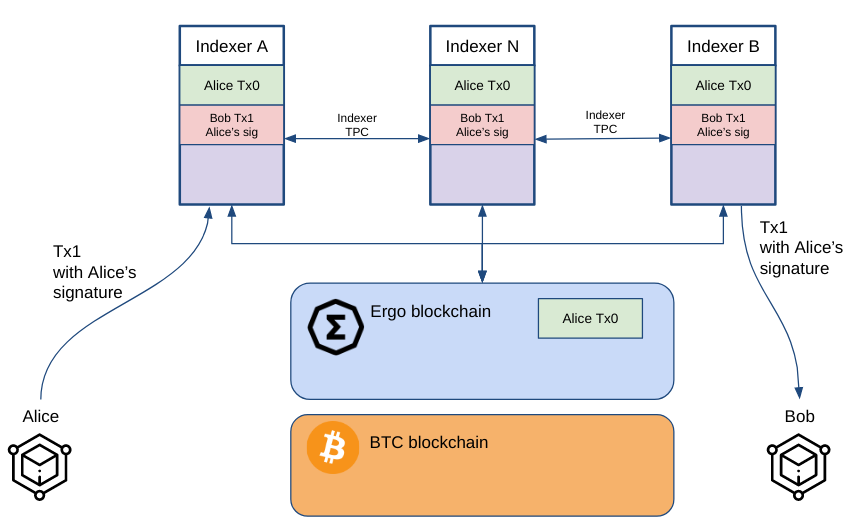 Indexer A
Indexer N
Indexer B
Alice Tx0
Alice Tx0
Alice Tx0
Bob Tx1
Alice’s sig
Indexer
TPC
Bob Tx1
Alice’s sig
Indexer
TPC
Bob Tx1
Alice’s sig
Tx1
with Alice’s
signature
Tx1
with Alice’s
signature
Σ
Ergo blockchain
Alice Tx0
Alice
Bob
₿
BTC blockchain